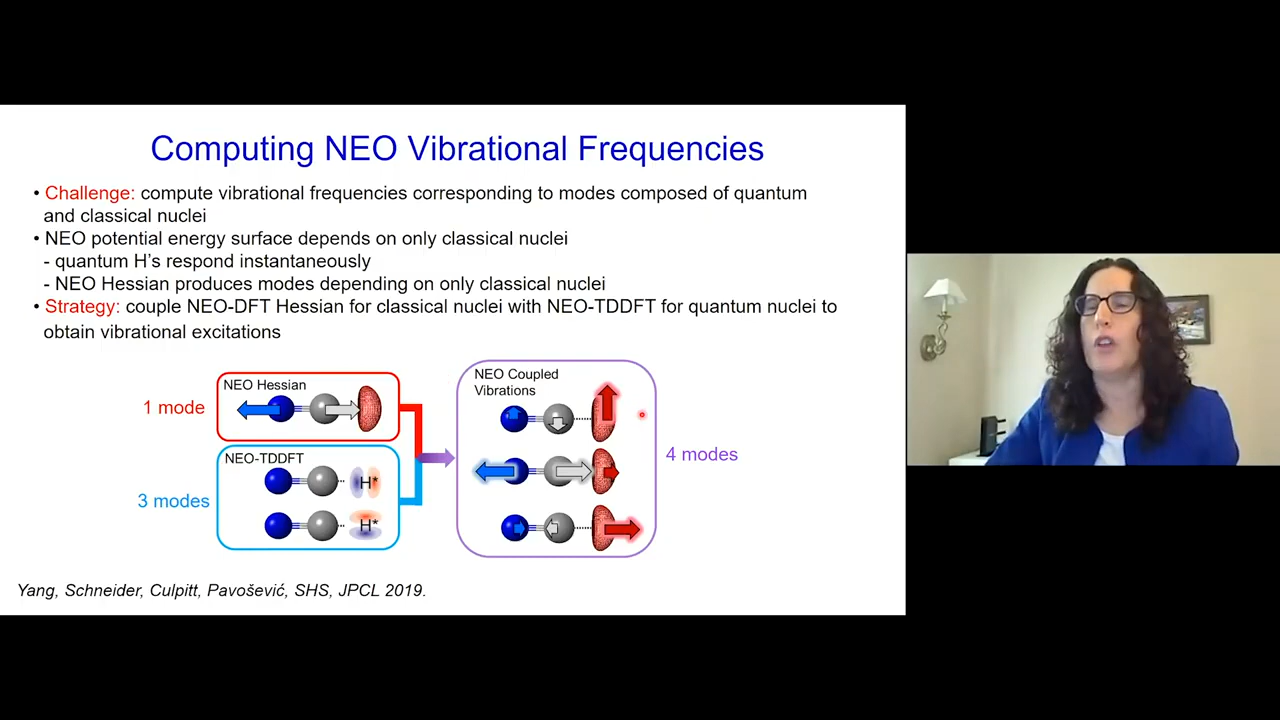 Computing NEO Vibrational Frequencies
• Challenge: compute vibrational frequencies corresponding to modes composed of quantum
and classical nuclei
• NEO potential energy surface depends on only classical nuclei
- quantum H's respond instantaneously
- NEO Hessian produces modes depending on only classical nuclei
• Strategy: couple NEO-DFT Hessian for classical nuclei with NEO-TDDFT for quantum nuclei to
obtain vibrational excitations
1 mode
NEO Hessian
3 modes
NEO-TDDFT
H*
H*
NEO Coupled
Vibrations
4 modes
Yang, Schneider, Culpitt, Pavošević, SHS, JPCL 2019.